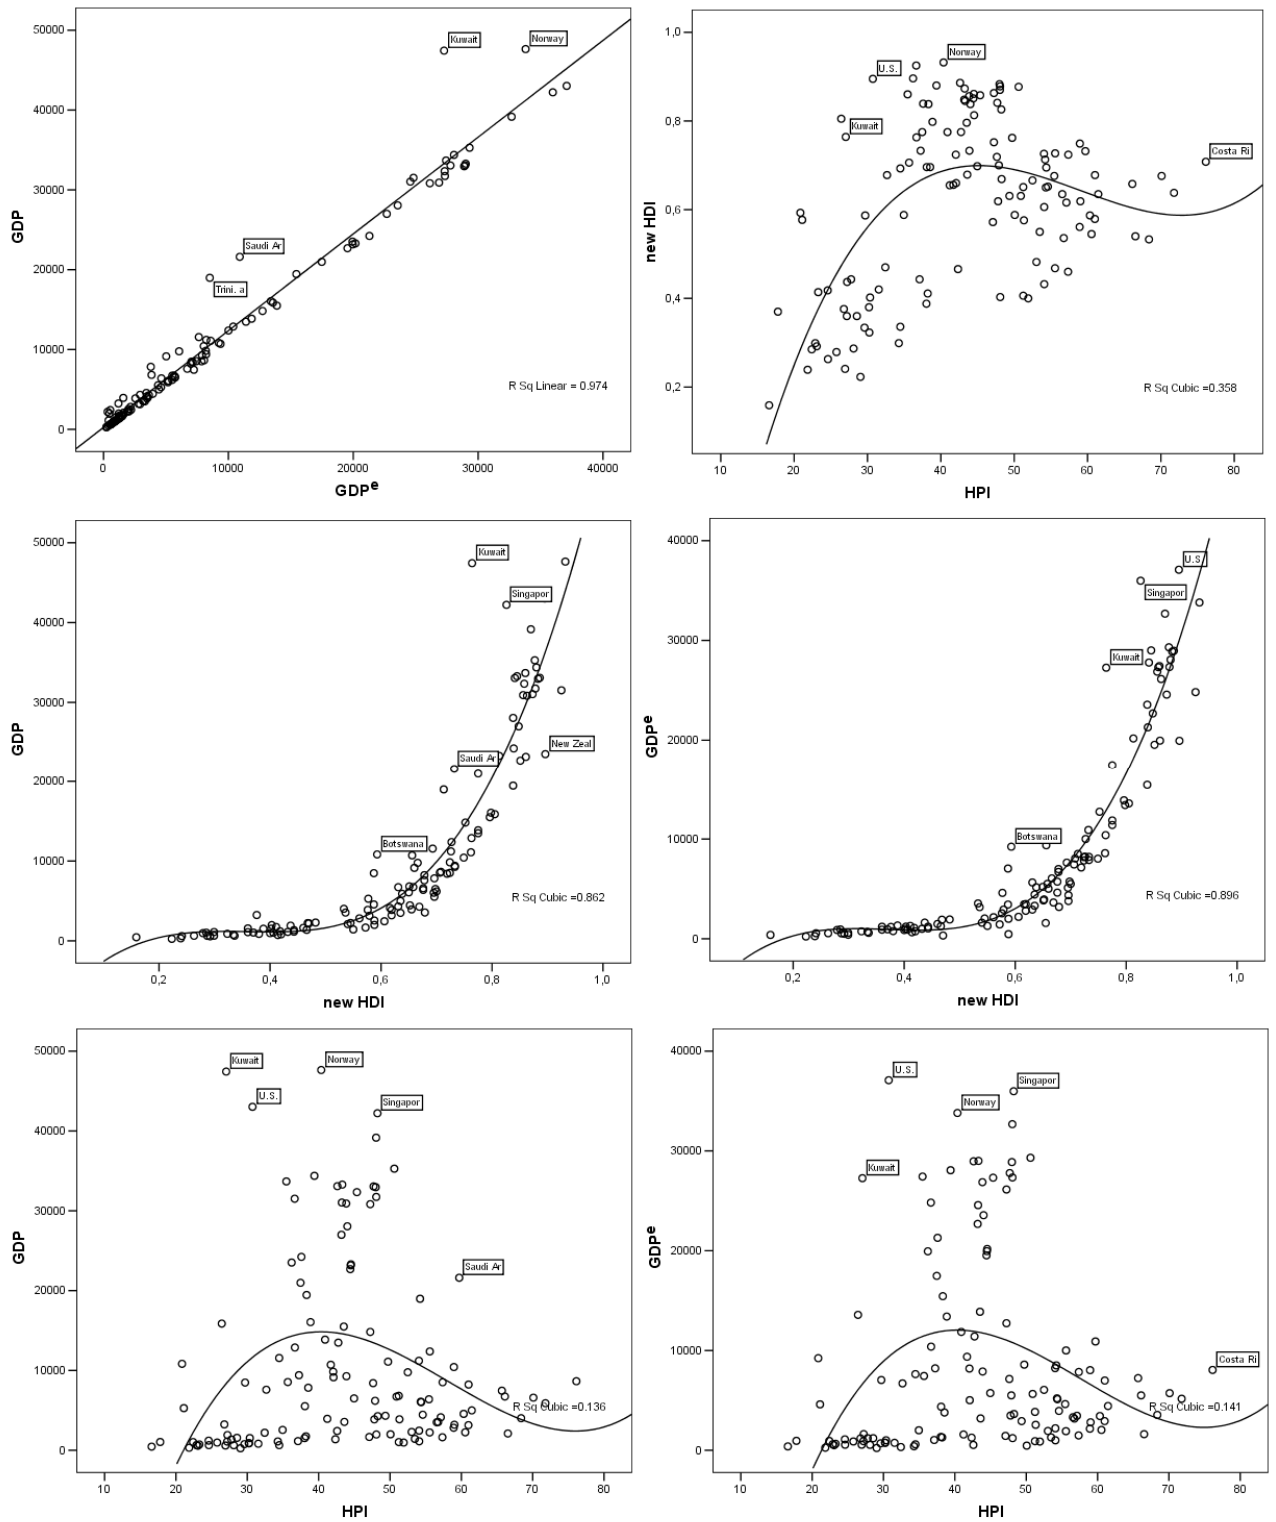 50000
40000
30000
20000
10000
0
GDP
Kuwait
Norway
Saudi Ar
Trini. a
R Sq Linear = 0.974
0
10000
20000
30000
40000
GDPe
1,0
0,8
0,6
0,4
0,2
new HDI
Norway
U.S.
Kuwait
Costa Ri
R Sq Cubic =0.358
10
20
30
40
50
60
70
80
HPI
50000
40000
30000
20000
10000
0
GDP
Kuwait
Singapor
New Zeal
Saudi Ar
Botswana
R Sq Cubic =0.862
0,2
0,4
0,6
0,8
1,0
new HDI
40000
30000
20000
10000
0
GDPe
U.S.
Singapor
Kuwait
Botswana
R Sq Cubic =0.896
0,2
0,4
0,6
0,8
1,0
new HDI
50000
40000
30000
20000
10000
0
GDP
Kuwait
Norway
U.S.
Singapor
Saudi Ar
R Sq Cubic =0.136
10
20
30
40
50
60
70
80
HPI
40000
30000
20000
10000
0
GDPe
U.S.
Singapor
Norway
Kuwait
Costa Ri
R Sq Cubic =0.141
10
20
30
40
50
60
70
80
HPI